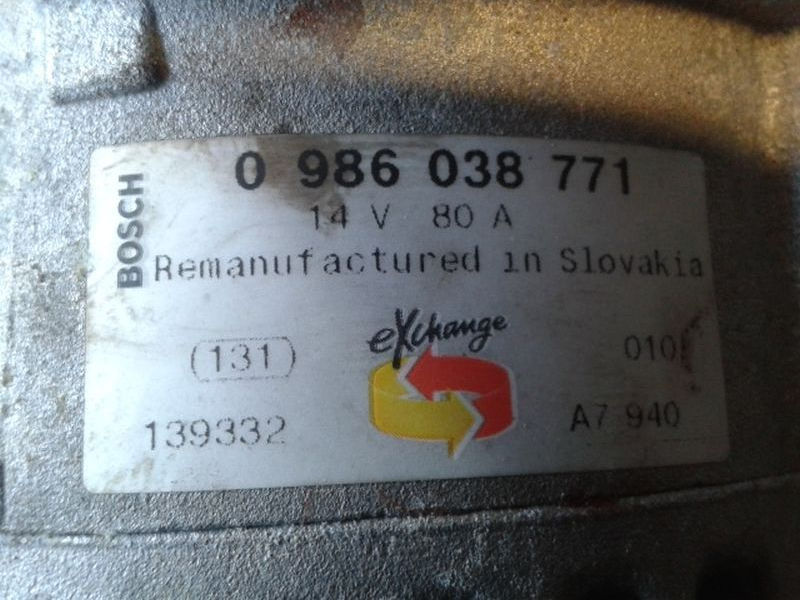 BOSCH
0 986 038 771
14 V 80 A
Remanufactured in Slovakia
eXchange
(131)
010
139332
A7 940